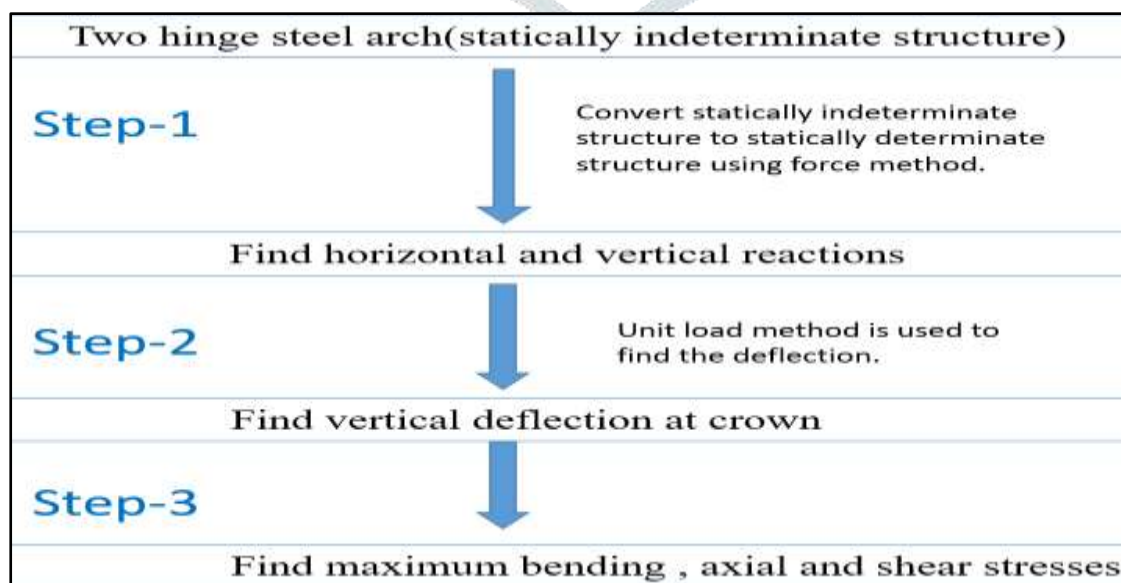 Two hinge steel arch(statically indeterminate structure)
Step-1
Convert statically indeterminate
structure to statically determinate
structure using force method.
Find horizontal and vertical reactions
Step-2
Unit load method is used to
find the deflection.
Find vertical deflection at crown
Step-3
Find maximum bending , axial and shear stresses